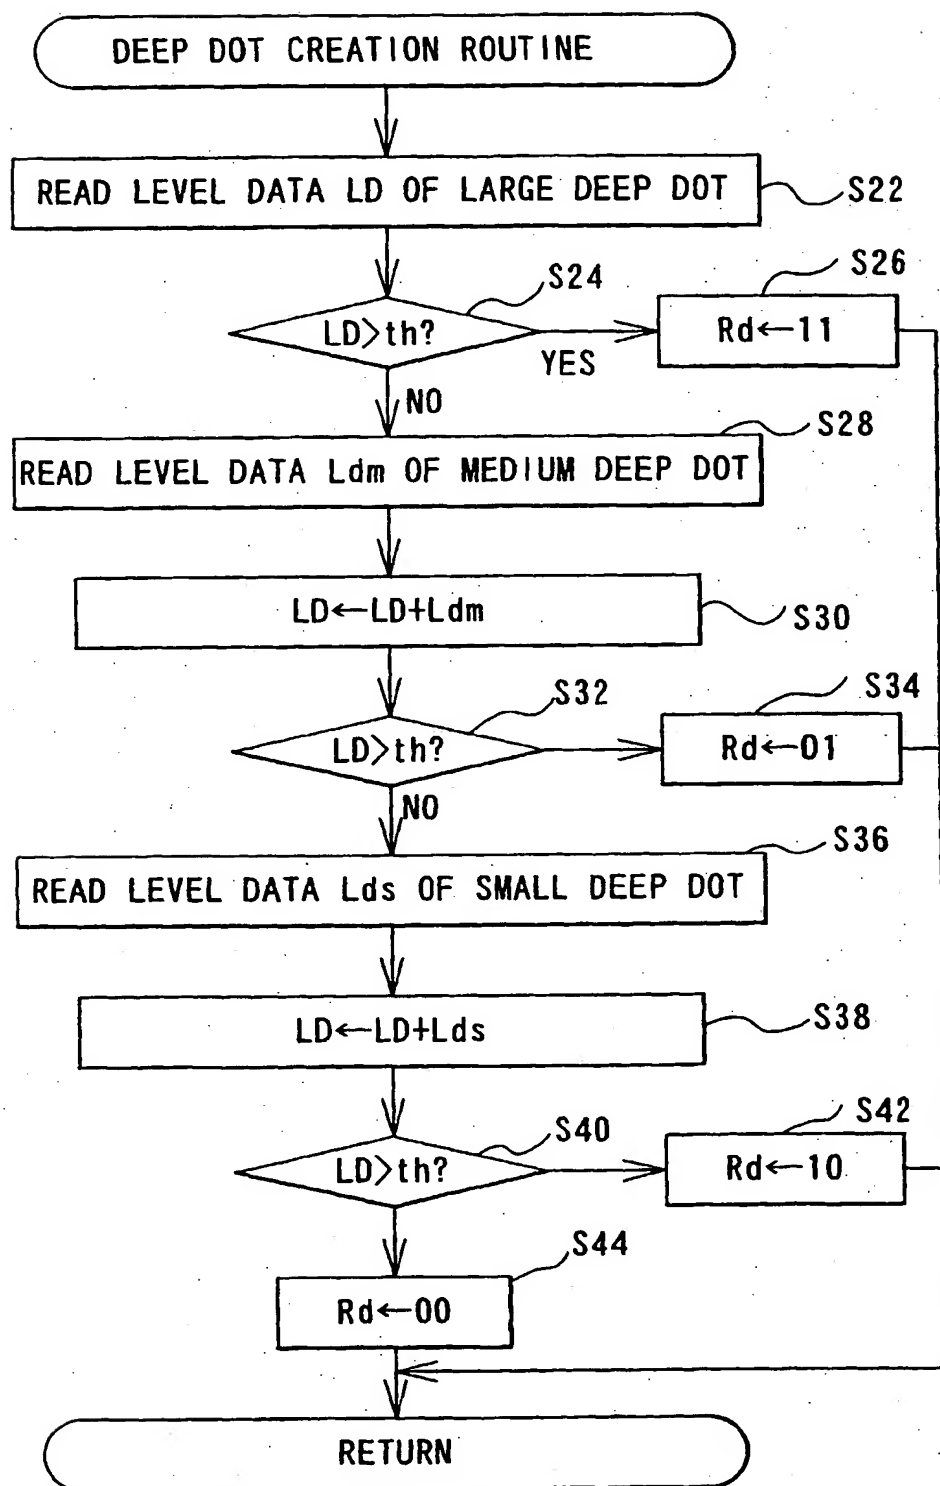 DEEP DOT CREATION ROUTINE
READ LEVEL DATA LD OF LARGE DEEP DOT
S22
S24
LD>th?
YES
S26
Rd←11
NO
S28
READ LEVEL DATA Ldm OF MEDIUM DEEP DOT
LD←LD+Ldm
S30
S32
LD>th?
S34
Rd←01
NO
S36
READ LEVEL DATA Lds OF SMALL DEEP DOT
LD←LD+Lds
S38
S40
LD>th?
S42
Rd←10
S44
Rd←00
RETURN